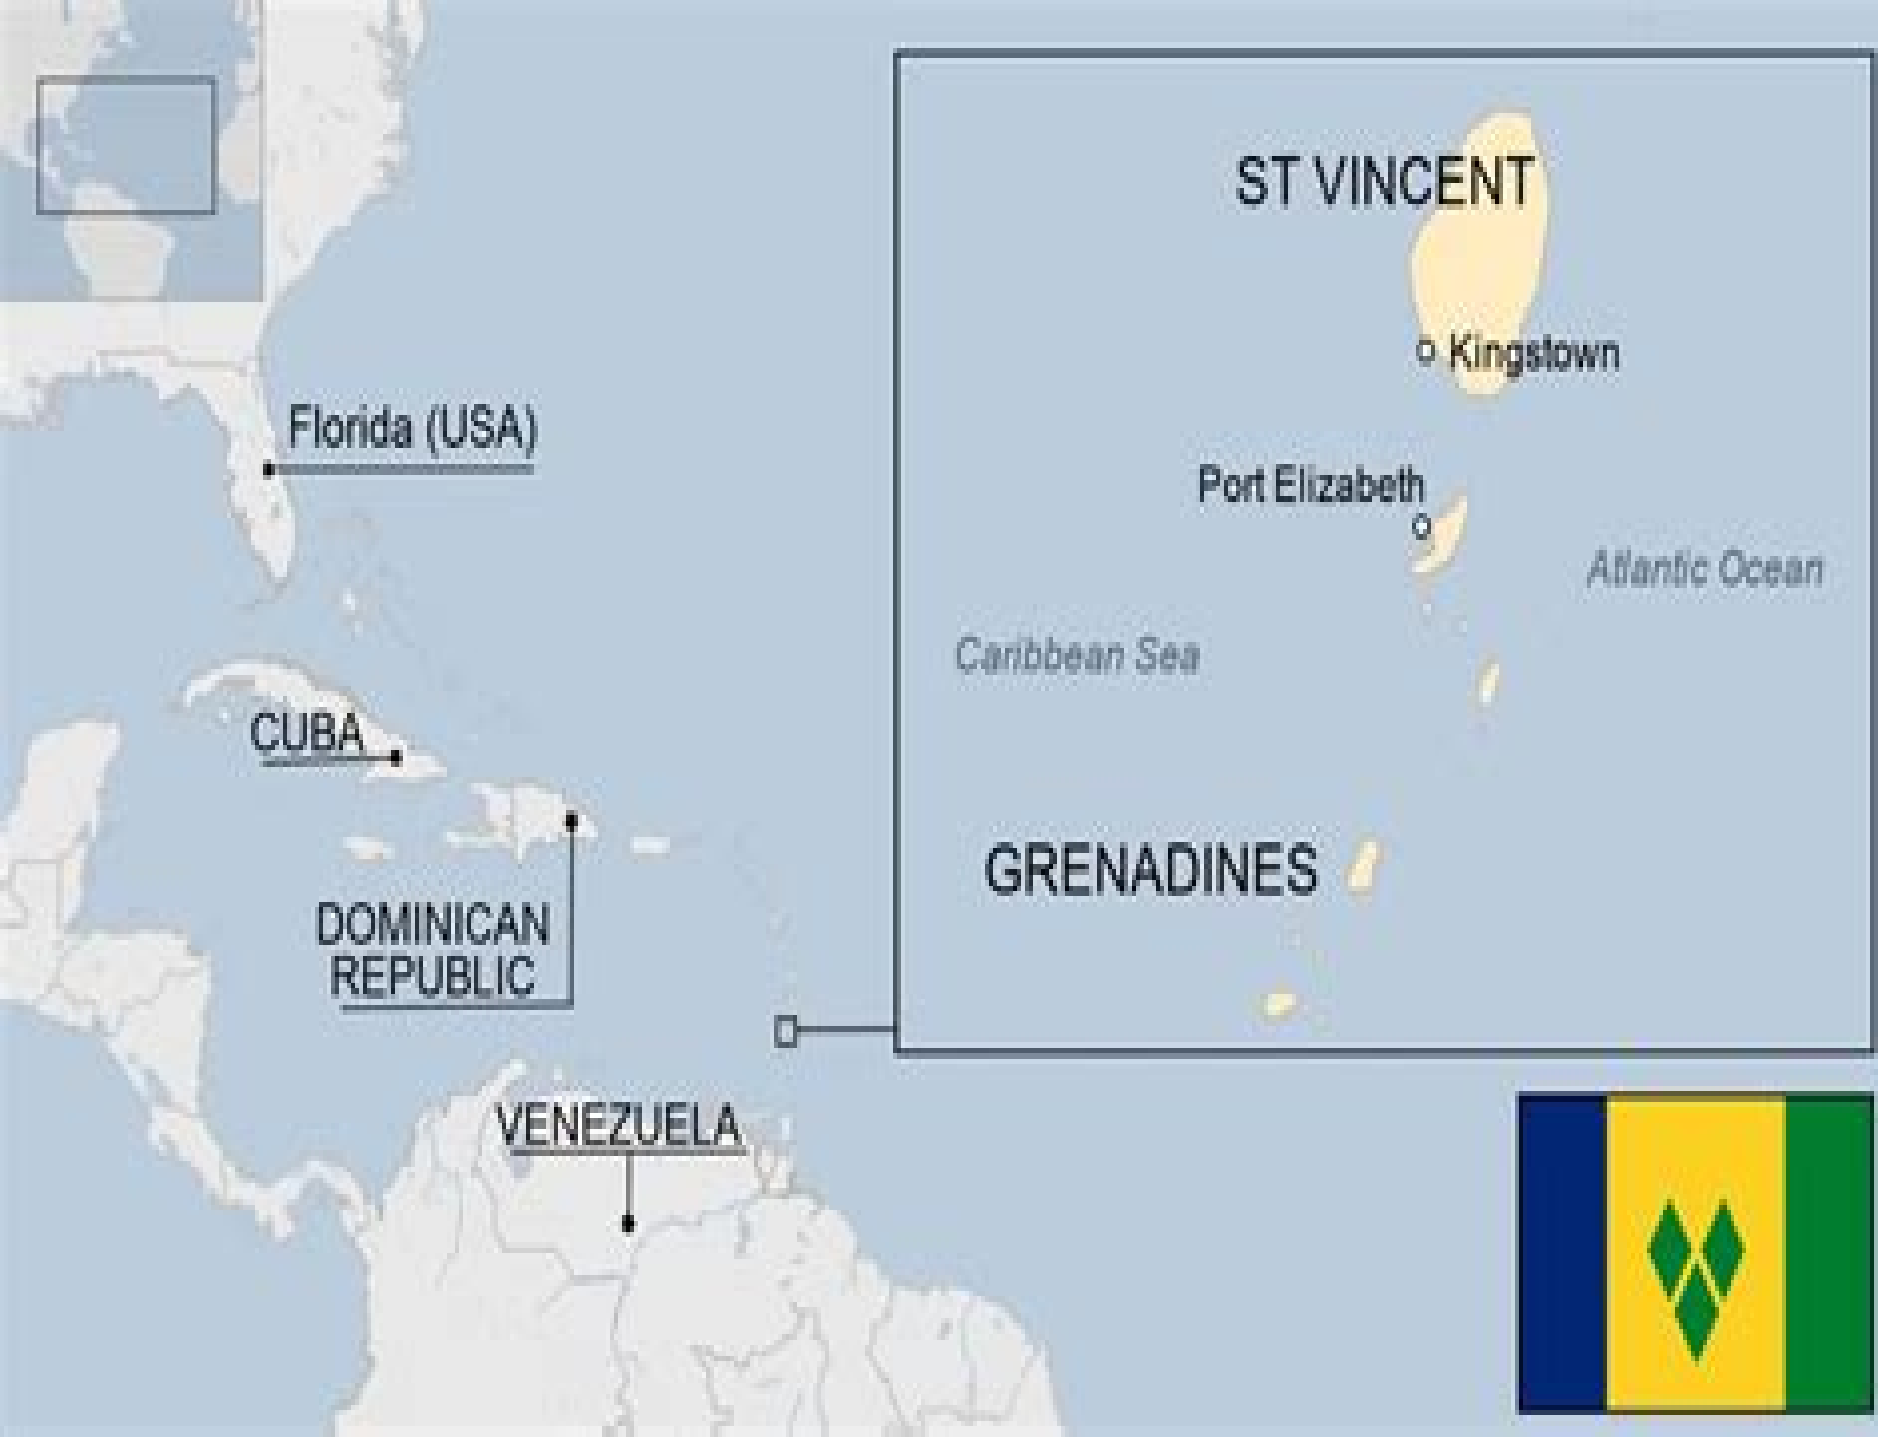 Florida (USA)
CUBA
DOMINICAN
REPUBLIC
VENEZUELA
ST VINCENT
Kingstown
Port Elizabeth
Atlantic Ocean
Caribbean Sea
GRENADINES